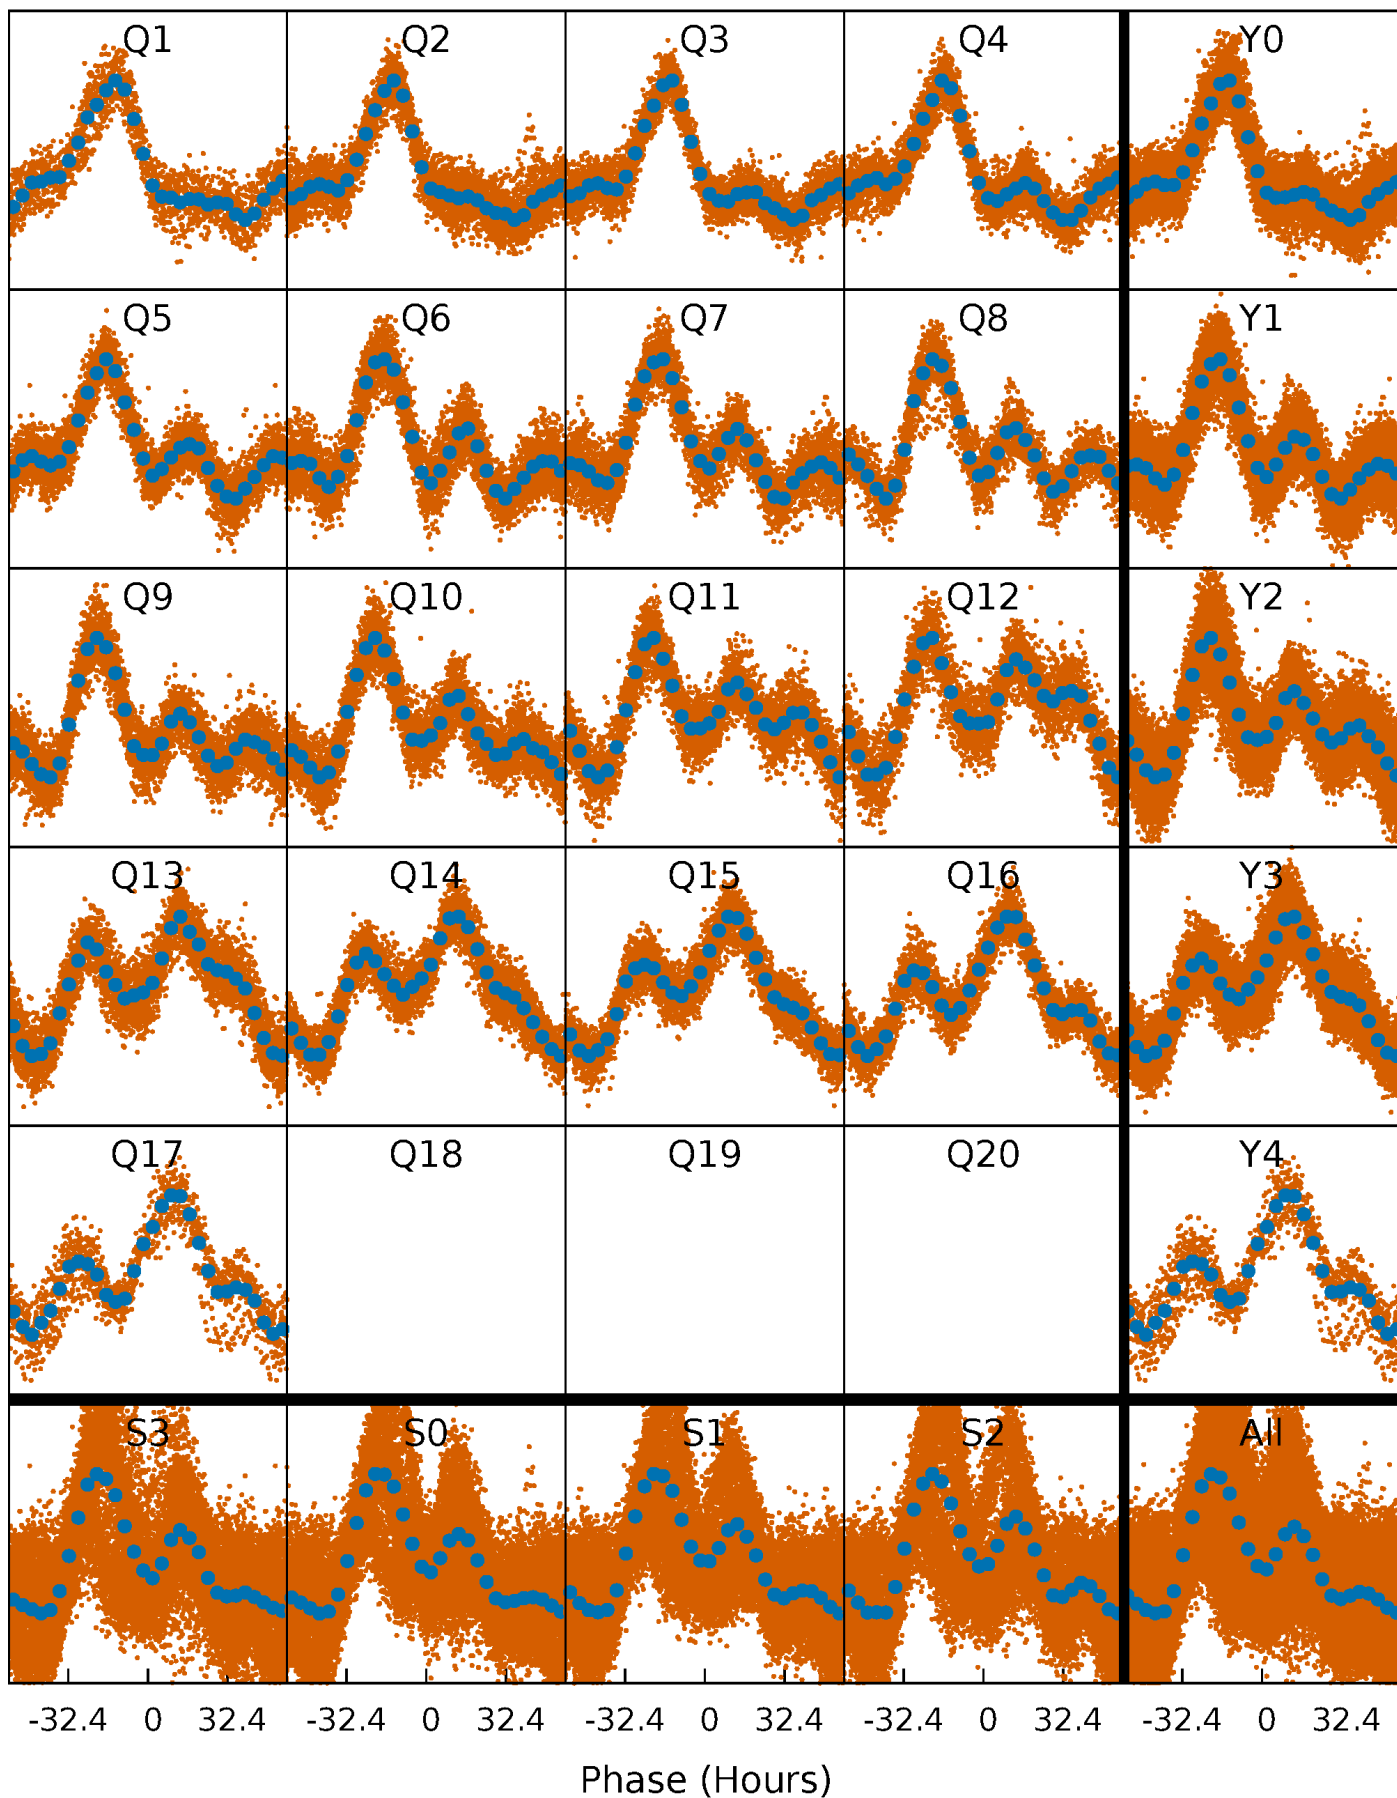 Q1 Q2 Q3 Q4 Y0
Q5 Q6 Q7 Q8 Y1
Q9 Q10 Q11 Q12 Y2
Q13 Q14 Q15 Q16 Y3
Q17 Q18 Q19 Q20 Y4
S3 S0 S1 S2 All
-32.4 0 32.4 -32.4 0 32.4 -32.4 0 32.4 -32.4 0 32.4 -32.4 0 32.4
Phase (Hours)